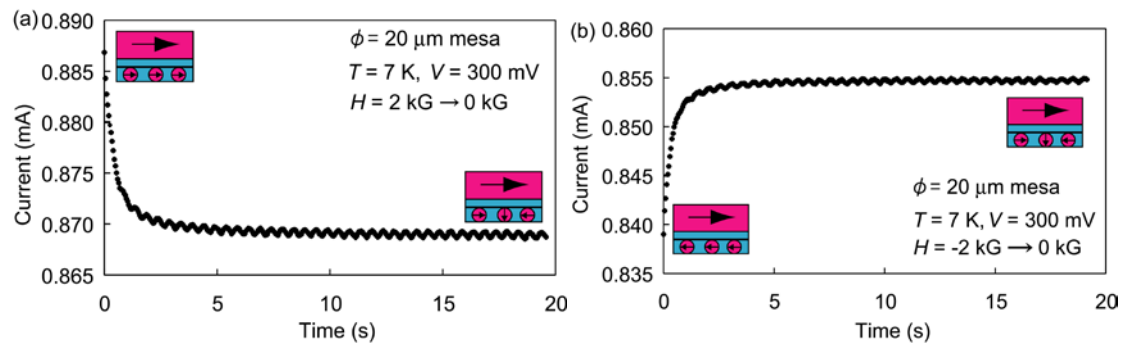 (a)
0.890
0.885
0.880
0.875
0.870
0.865
Current (mA)
ϕ = 20 μm mesa
T = 7 K, V = 300 mV
H = 2 kG → 0 kG
0 5 10 15 20
Time (s)
(b)
0.860
0.855
0.850
0.845
0.840
0.835
Current (mA)
ϕ = 20 μm mesa
T = 7 K, V = 300 mV
H = -2 kG → 0 kG
0 5 10 15 20
Time (s)